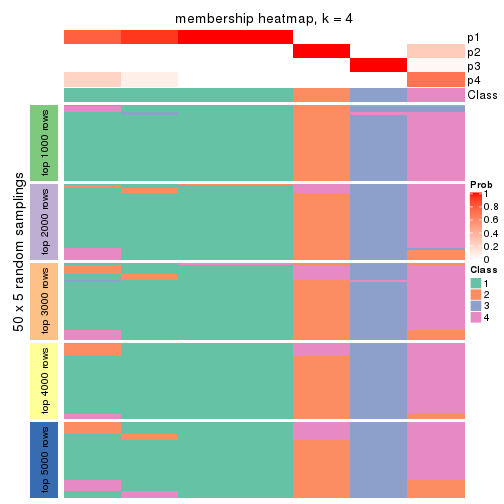 membership heatmap, k = 4
p1
p2
p3
p4
Class
50 x 5 random samplings
top 1000 rows
top 2000 rows
top 3000 rows
top 4000 rows
top 5000 rows
Prob
1
0.8
0.6
0.4
0.2
0
Class
1
2
3
4